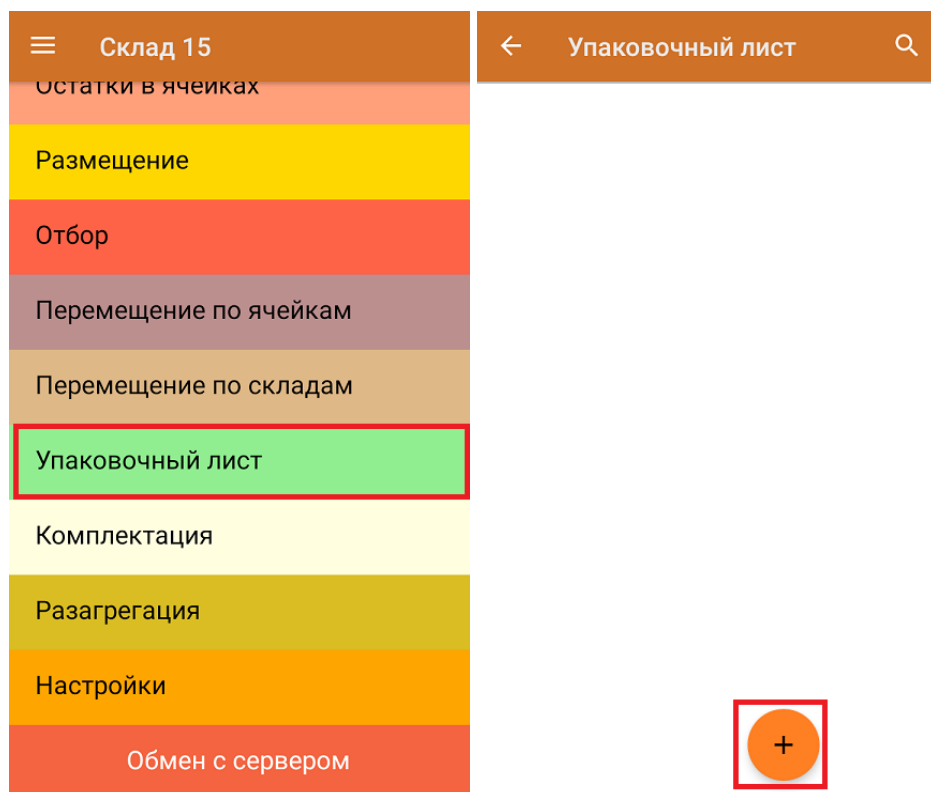 Склад 15
Остатки в ячейках
Размещение
Отбор
Перемещение по ячейкам
Перемещение по складам
Упаковочный лист
Комплектация
Разагрегация
Настройки
Обмен с сервером
Упаковочный лист
+